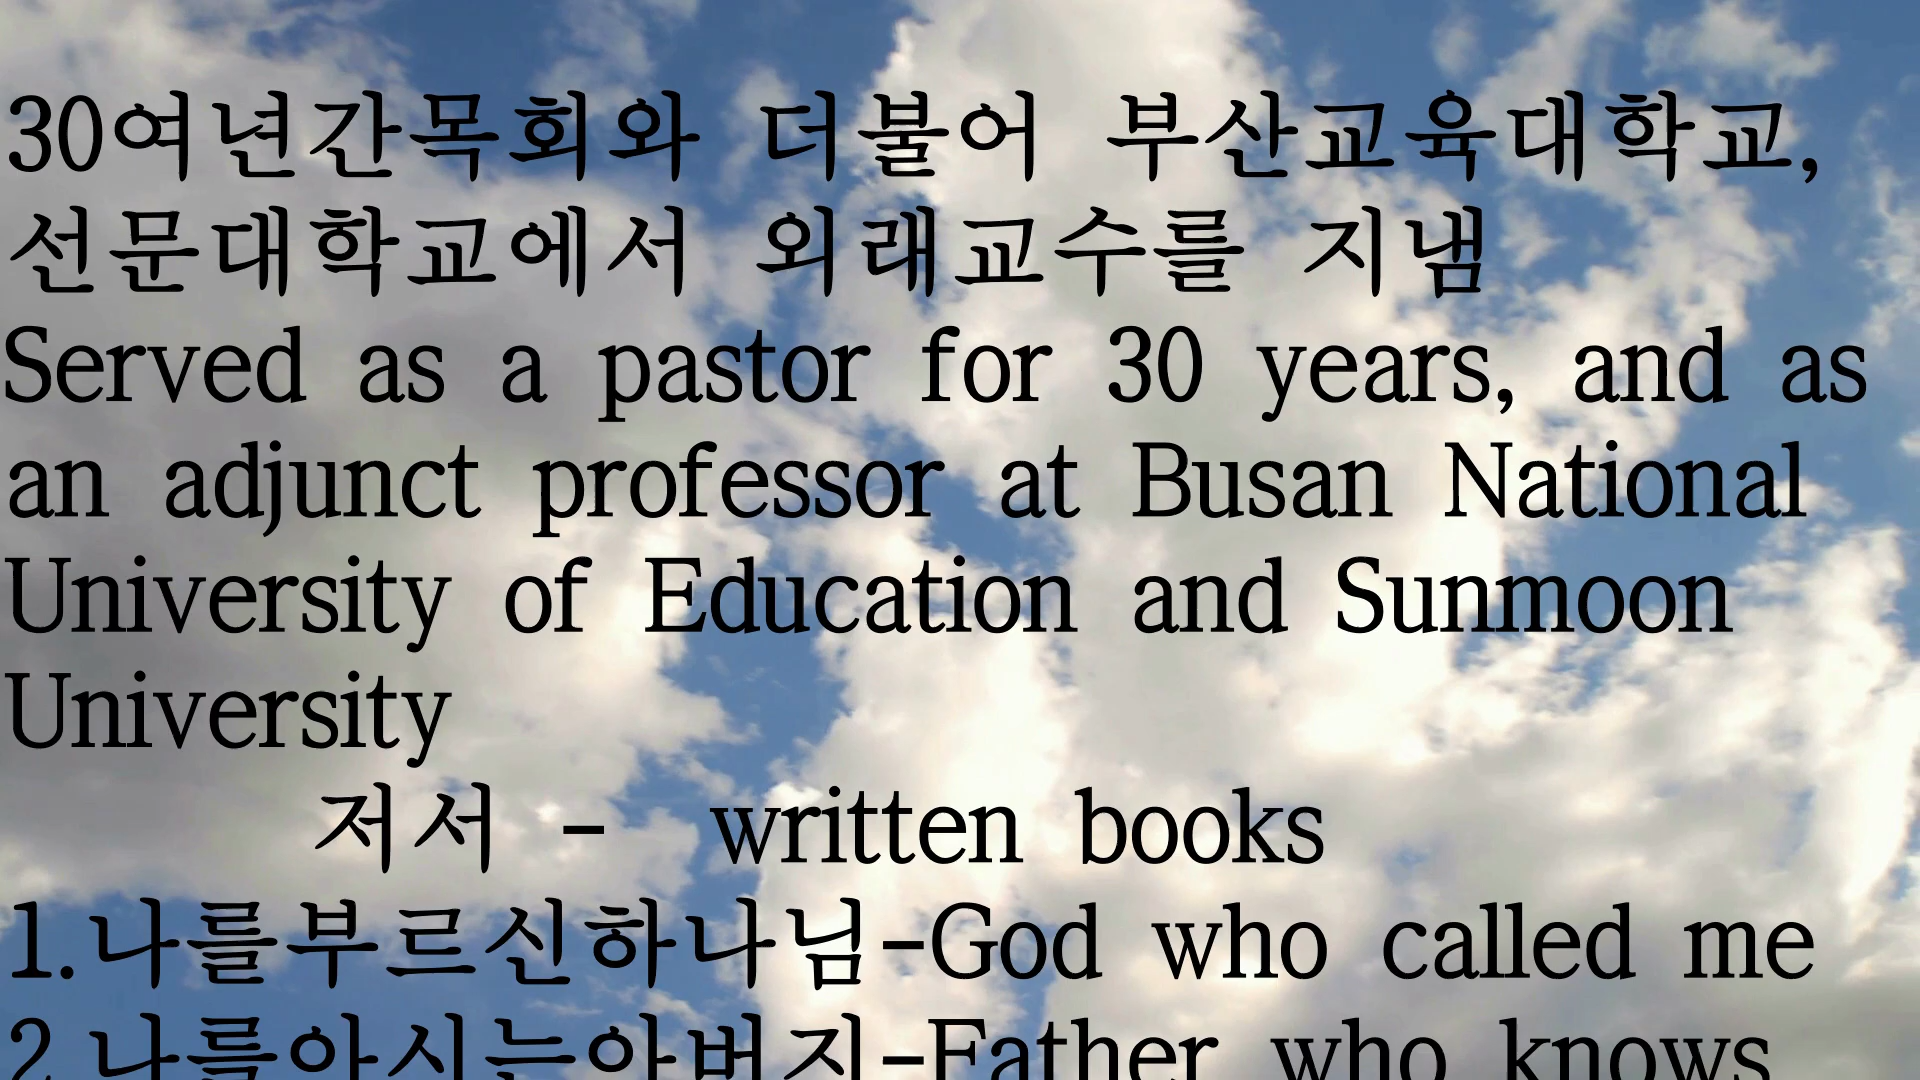 30여년간목회와 더불어 부산교육대학교,
선문대학교에서 외래교수를 지냄
Served as a pastor for 30 years, and as
an adjunct professor at Busan National
University of Education and Sunmoon
University
저서 - written books
1.나를부르신하나님-God who called me
2.나를아시는아버지-Father who knows